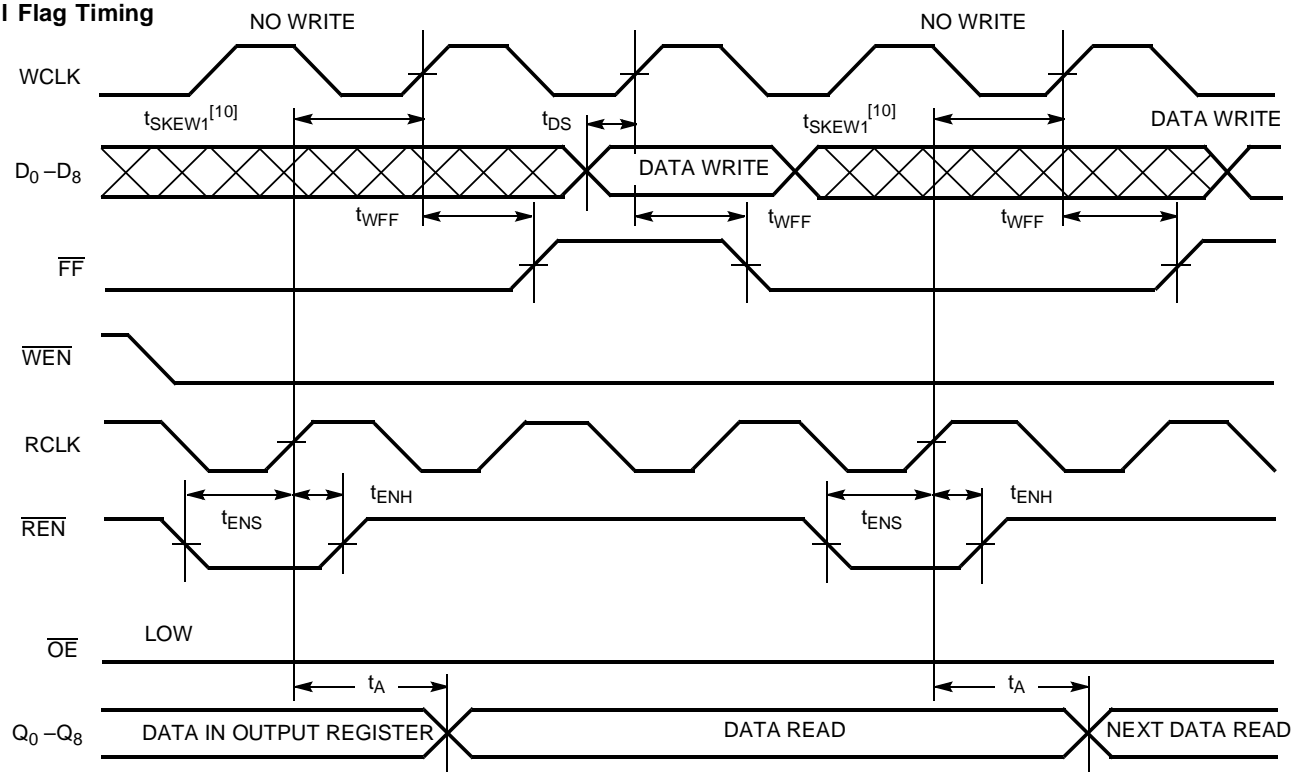 l Flag Timing
NO WRITE
NO WRITE
WCLK
tSKEW1[10]
tDS
tSKEW1[10]
DATA WRITE
D0 –D8
DATA WRITE
tWFF
tWFF
tWFF
FF
WEN
RCLK
tENH
tENH
tENS
tENS
REN
LOW
OE
tA
tA
Q0 –Q8
DATA IN OUTPUT REGISTER
DATA READ
NEXT DATA READ